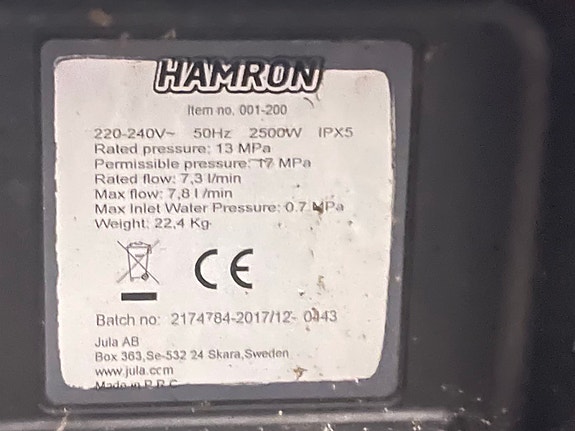 HAMRON
Item no. 001-200
220-240V~ 50Hz 2500W IPX5
Rated pressure: 13 MPa
Permissible pressure: 17 MPa
Rated flow: 7,3 l/min
Max flow: 7,8 l /min
Max Inlet Water Pressure: 0.7 MPa
Weight: 22,4 Kg
CE
Batch no: 2174784-2017/12- 0443
Jula AB
Box 363,Se-532 24 Skara,Sweden
www.jula.com
Made in P.R.C